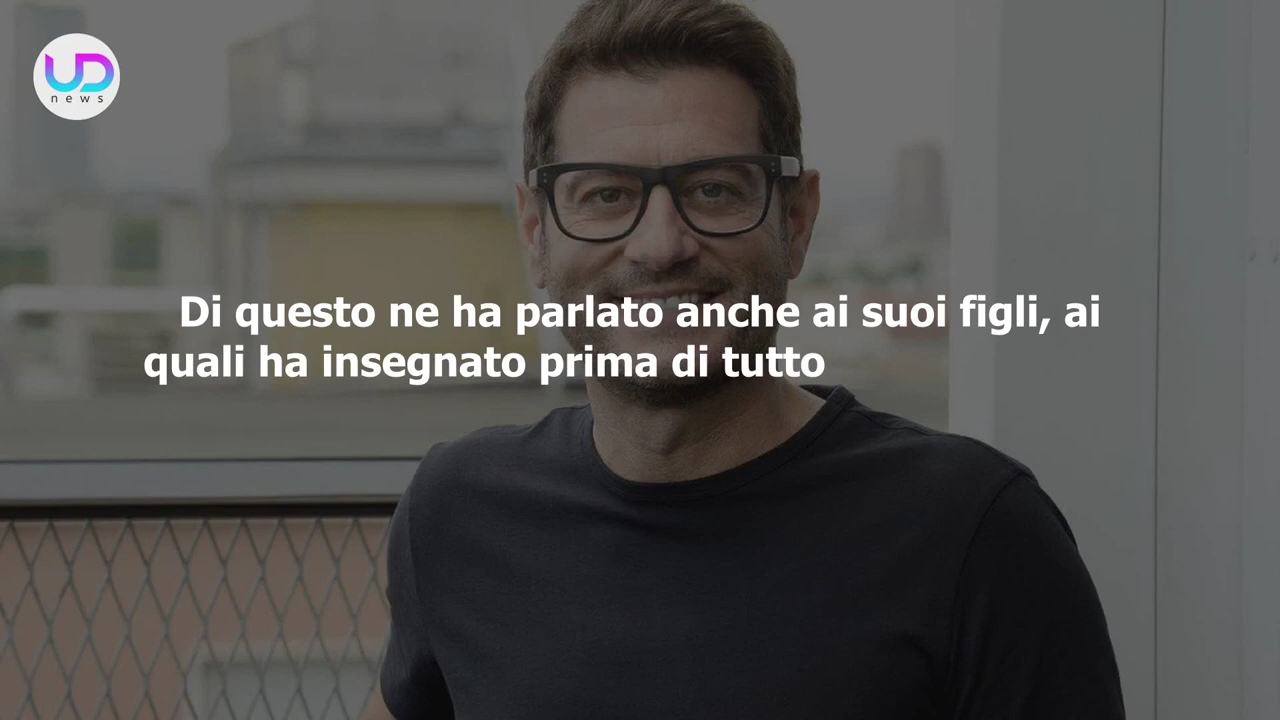 UD
news
Di questo ne ha parlato anche ai suoi figli, ai
quali ha insegnato prima di tutto